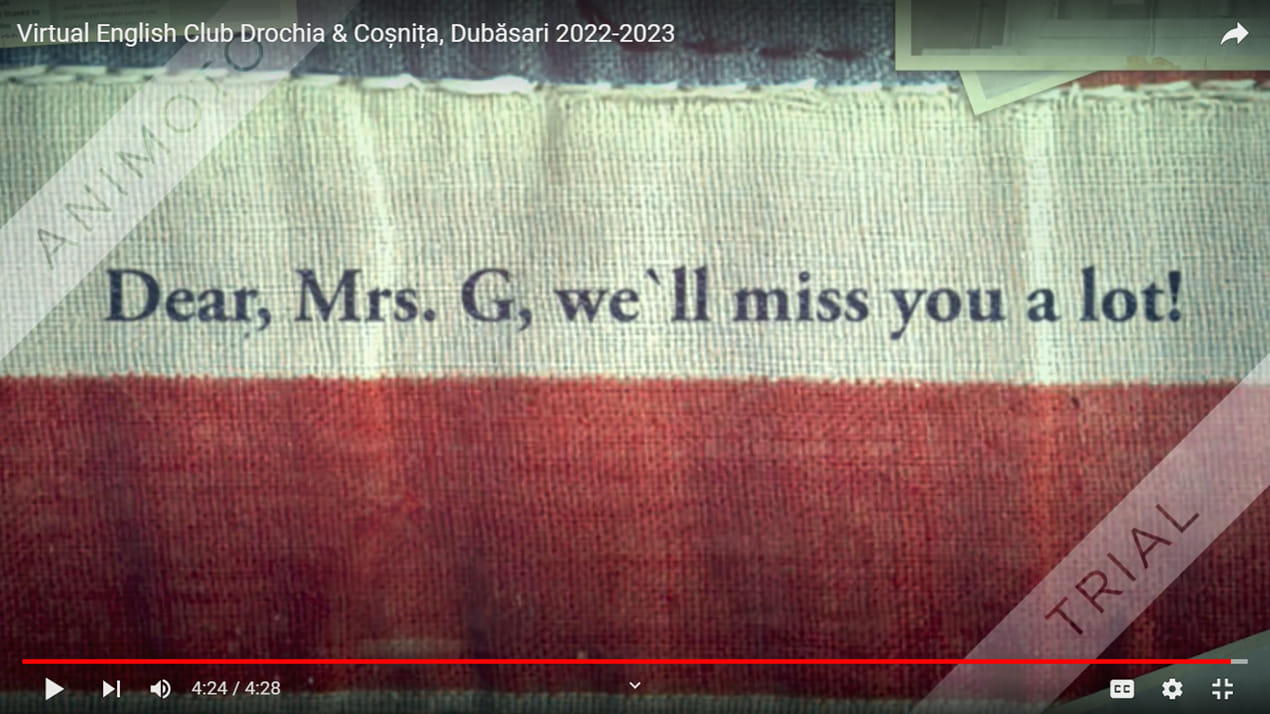 Virtual English Club Drochia & Coșnița, Dubăsari 2022-2023
ANIMOTO
Dear, Mrs. G, we`ll miss you a lot!
TRIAL
4:24 / 4:28
CC